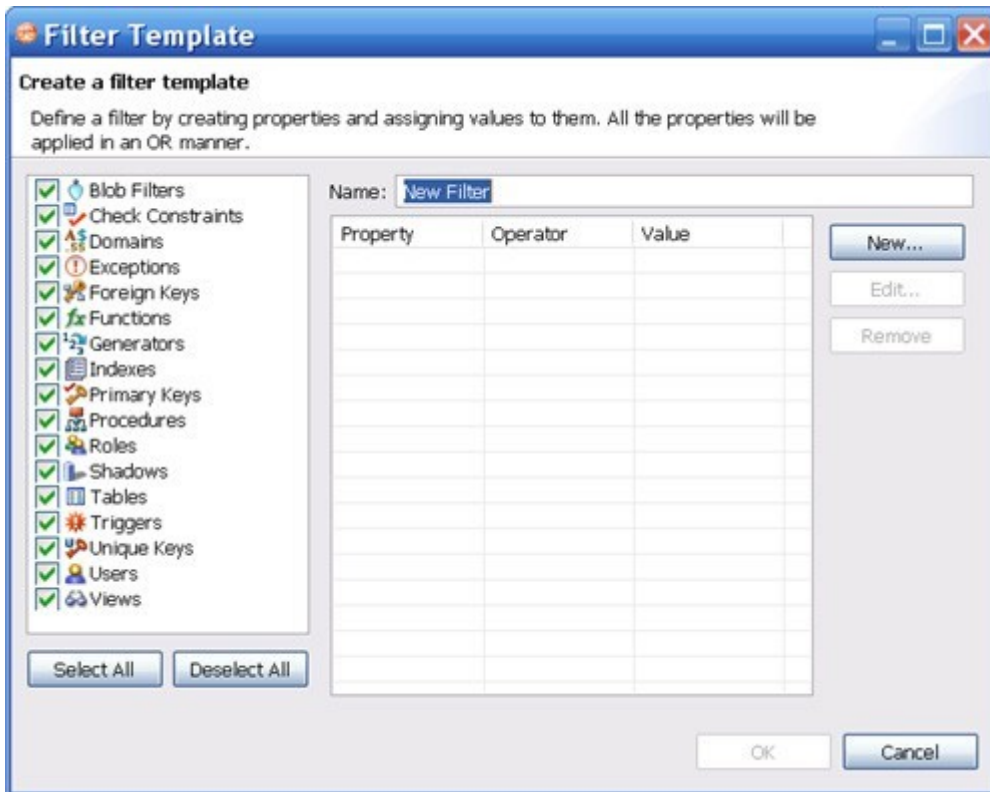 Filter Template
Create a filter template
Define a filter by creating properties and assigning values to them. All the properties will be
applied in an OR manner.
Blob Filters
Check Constraints
Domains
Exceptions
Foreign Keys
Functions
Generators
Indexes
Primary Keys
Procedures
Roles
Shadows
Tables
Triggers
Unique Keys
Users
Views
Select All Deselect All
Name: New Filter
Property Operator Value
New...
Edit...
Remove
OK Cancel